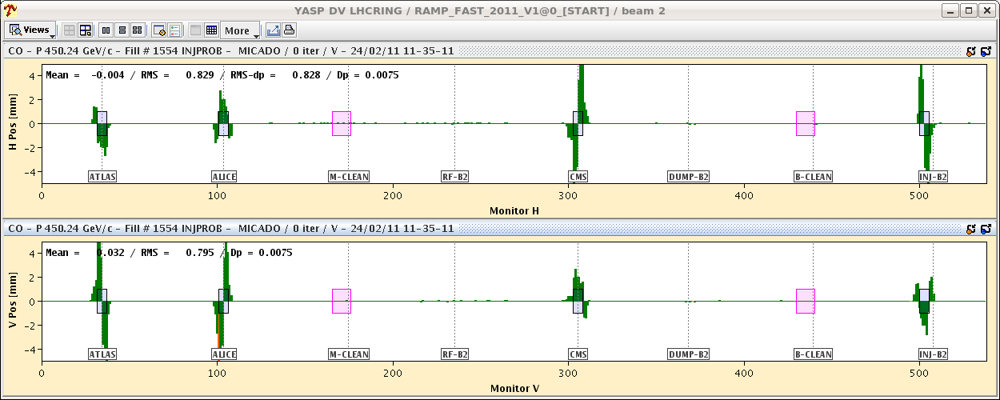 YASP DV LHCRING / RAMP_FAST_2011_V1@0_[START] / beam 2
Views More
CO - P 450.24 GeV/c - Fill # 1554 INJPROB - MICADO / 0 iter / V - 24/02/11 11-35-11
Mean = -0.004 / RMS = 0.829 / RMS-dp = 0.828 / Dp = 0.0075
H Pos [mm]
4
2
0
-2
-4
ATLAS ALICE M-CLEAN RF-B2 CMS DUMP-B2 B-CLEAN INJ-B2
0 100 200 300 400 500
Monitor H
CO - P 450.24 GeV/c - Fill # 1554 INJPROB - MICADO / 0 iter / V - 24/02/11 11-35-11
Mean = 0.032 / RMS = 0.795 / Dp = 0.0075
V Pos [mm]
4
2
0
-2
-4
ATLAS ALICE M-CLEAN RF-B2 CMS DUMP-B2 B-CLEAN INJ-B2
0 100 200 300 400 500
Monitor V